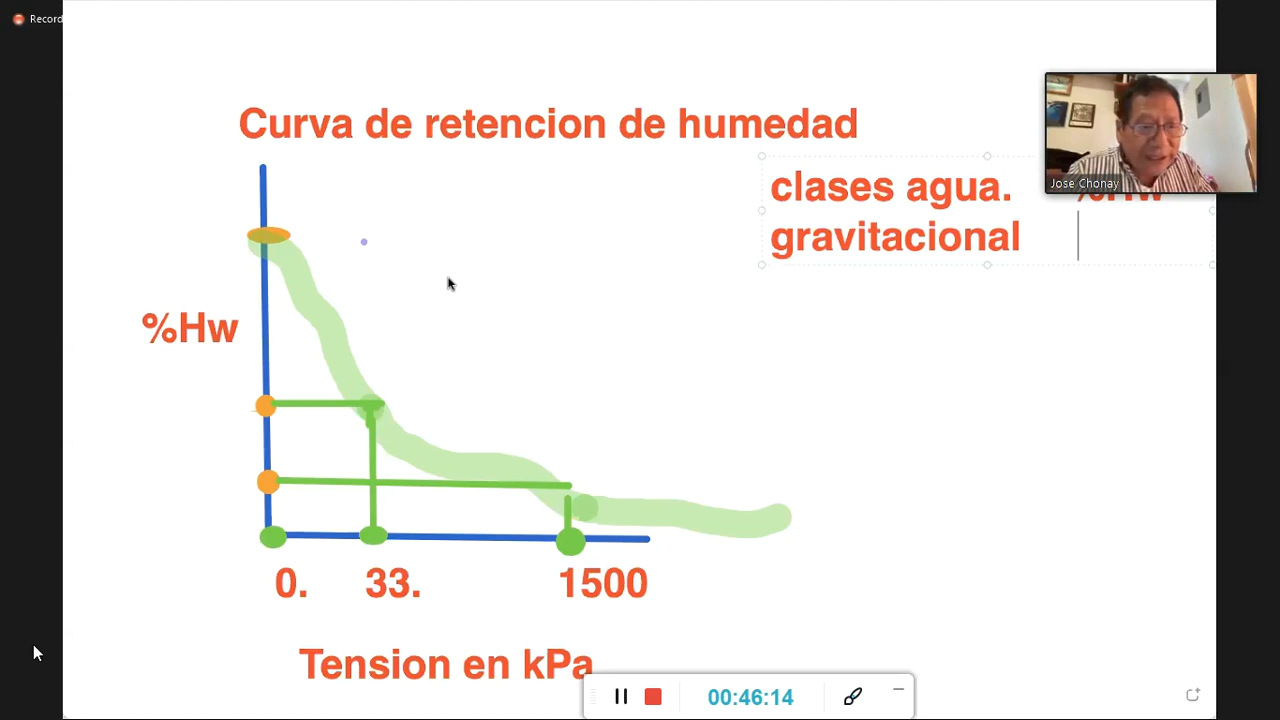 Record
Curva de retencion de humedad
clases agua. %Hw
gravitacional
Jose Chonay
%Hw
0. 33. 1500
Tension en kPa
00:46:14